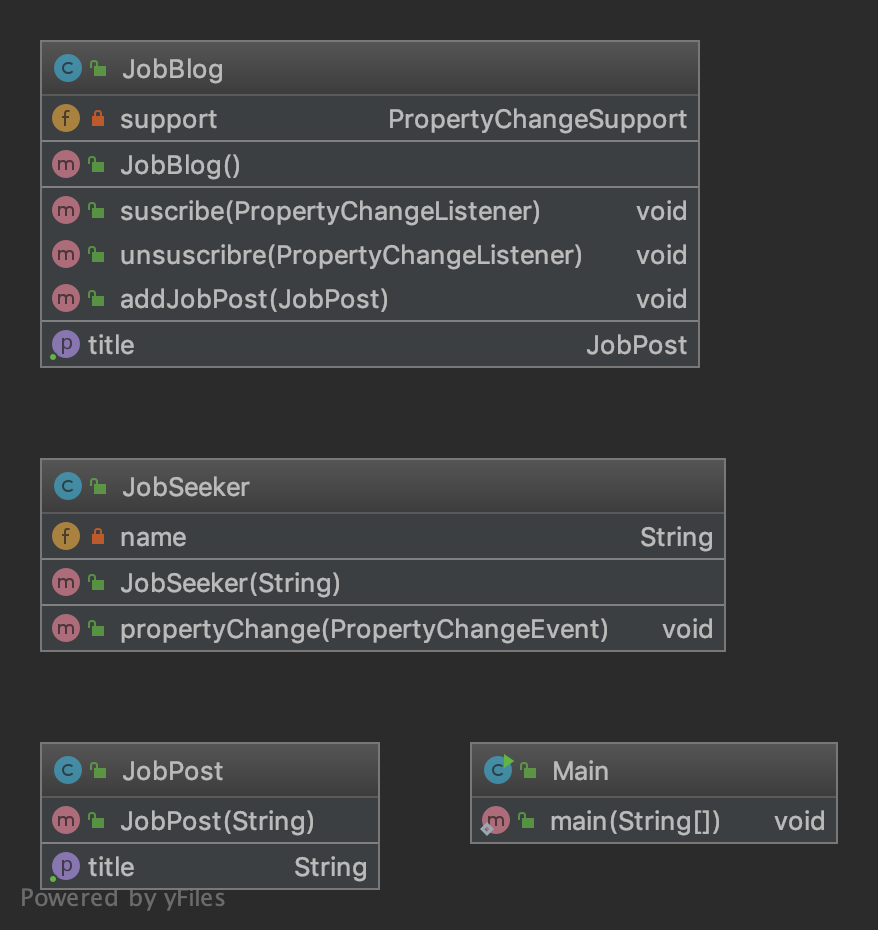 JobBlog
support PropertyChangeSupport
JobBlog()
suscribe(PropertyChangeListener) void
unsuscribre(PropertyChangeListener) void
addJobPost(JobPost) void
title JobPost
JobSeeker
name String
JobSeeker(String)
propertyChange(PropertyChangeEvent) void
JobPost
JobPost(String)
title String
Main
main(String[]) void
Powered by yFiles